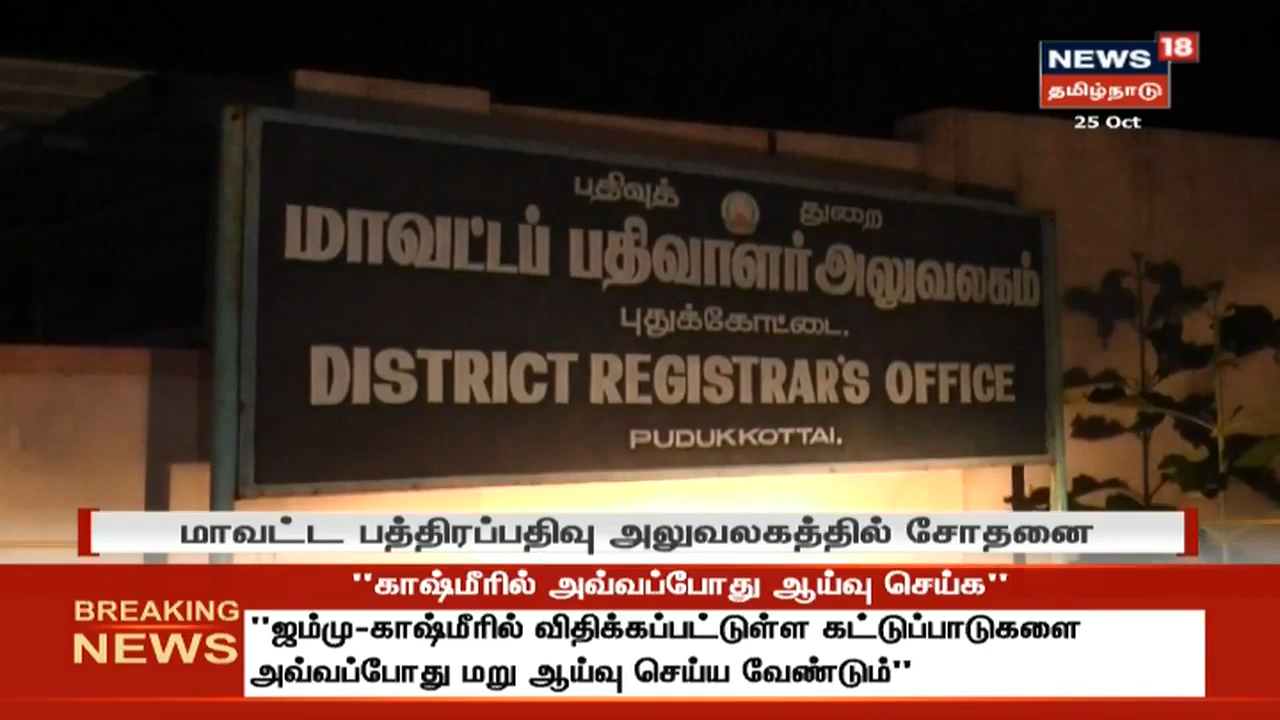 NEWS 18
தமிழ்நாடு
25 Oct
பதிவுத் துறை
மாவட்டப் பதிவாளர் அலுவலகம்
புதுக்கோட்டை.
DISTRICT REGISTRAR'S OFFICE
PUDUKKOTTAI.
மாவட்ட பத்திரப்பதிவு அலுவலகத்தில் சோதனை
"காஷ்மீரில் அவ்வப்போது ஆய்வு செய்க"
BREAKING
NEWS
"ஜம்மு-காஷ்மீரில் விதிக்கப்பட்டுள்ள கட்டுப்பாடுகளை
அவ்வப்போது மறு ஆய்வு செய்ய வேண்டும்"